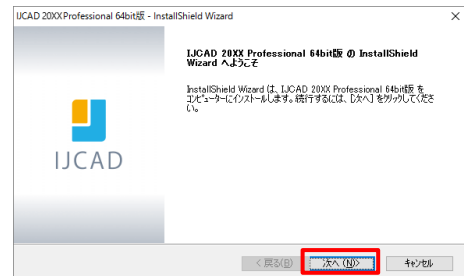 IJCAD 20XX Professional 64bit版 - InstallShield Wizard
IJCAD 20XX Professional 64bit版 の InstallShield
Wizard へようこそ
InstallShield Wizard は、IJCAD 20XX Professional 64bit版 を
コンピューターにインストールします。続行するには、[次へ] をクリックしてくださ
い。
IJCAD
< 戻る(B)
次へ (N)>
キャンセル